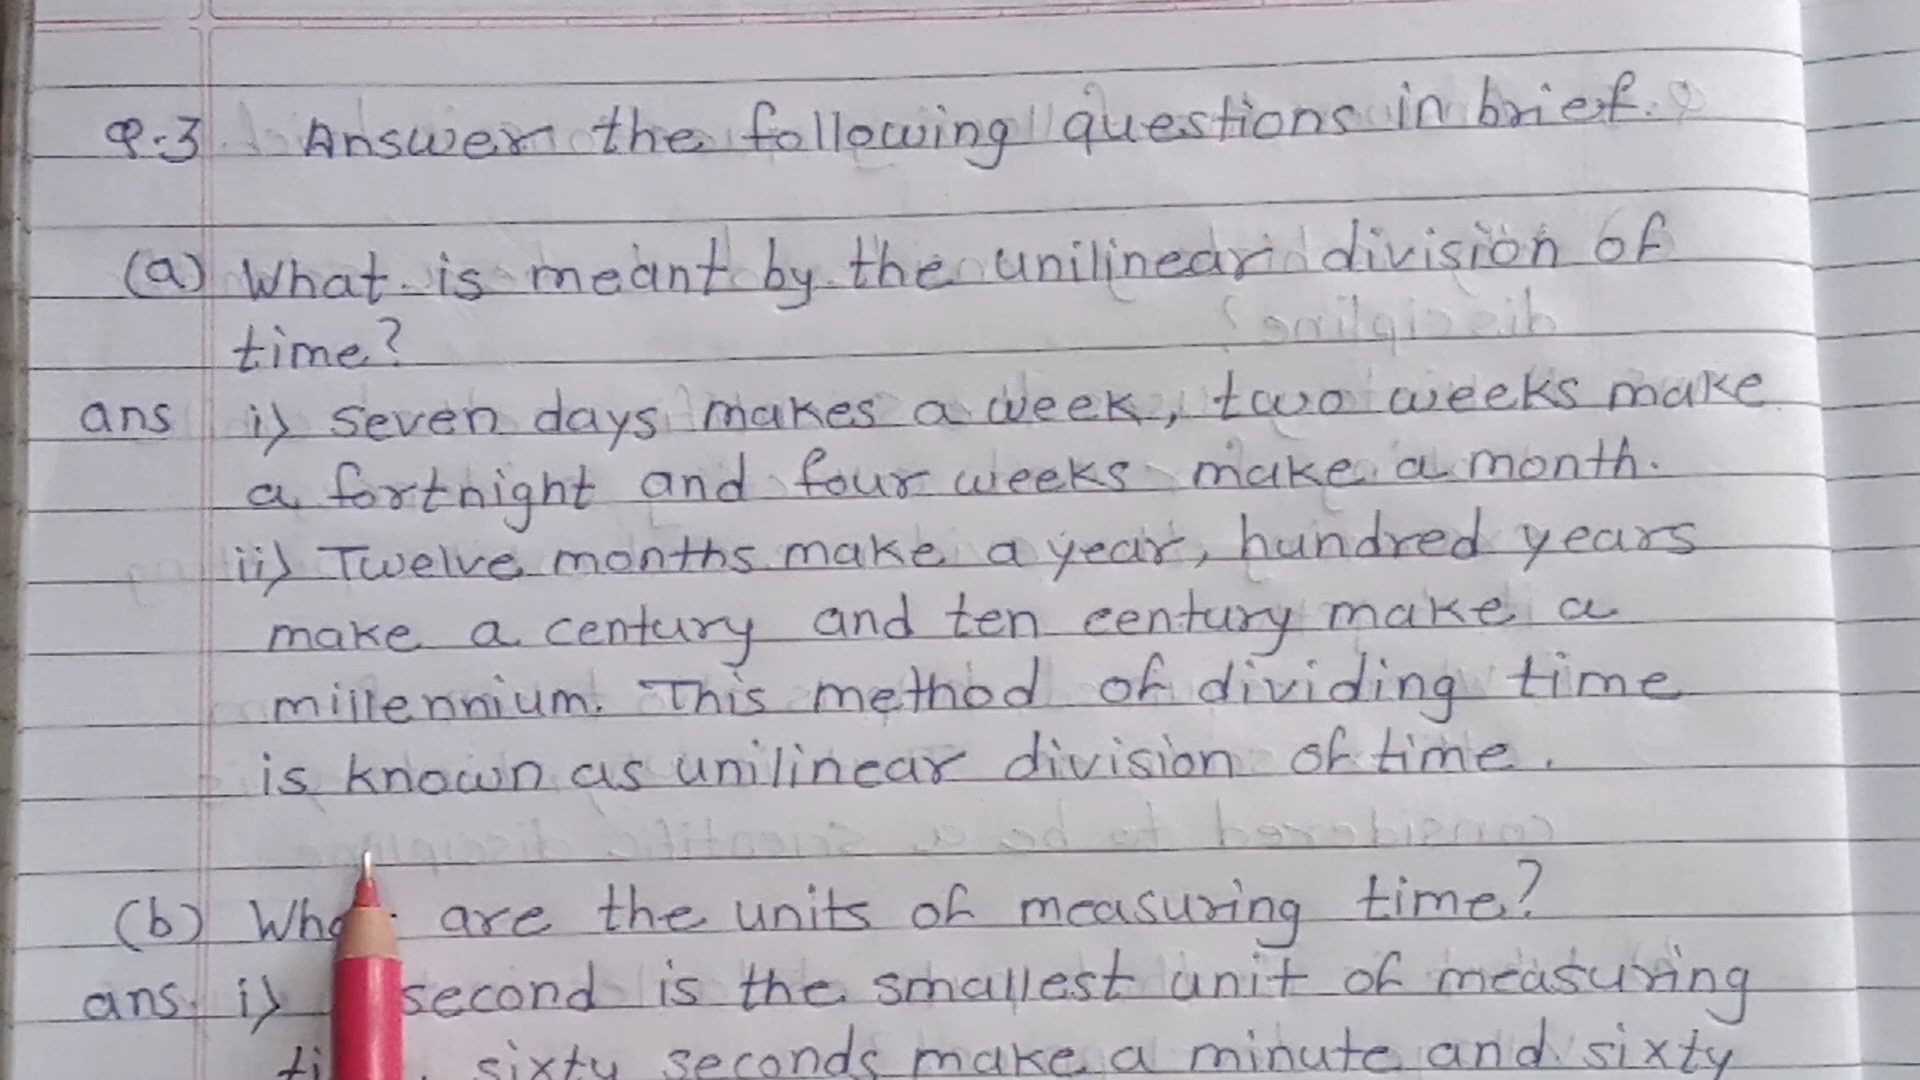 Q.3 Answer the following questions in brief.
(a) What is meant by the unilinear division of
time?
ans i) Seven days makes a week, two weeks make
a fortnight and four weeks make a month.
ii) Twelve months make a year, hundred years
make a century and ten century make a
millennium. This method of dividing time
is known as unilinear division of time.
(b) are the units of measuring time?
ans. i) second is the smallest unit of measuring
sixty seconds make a minute and sixty